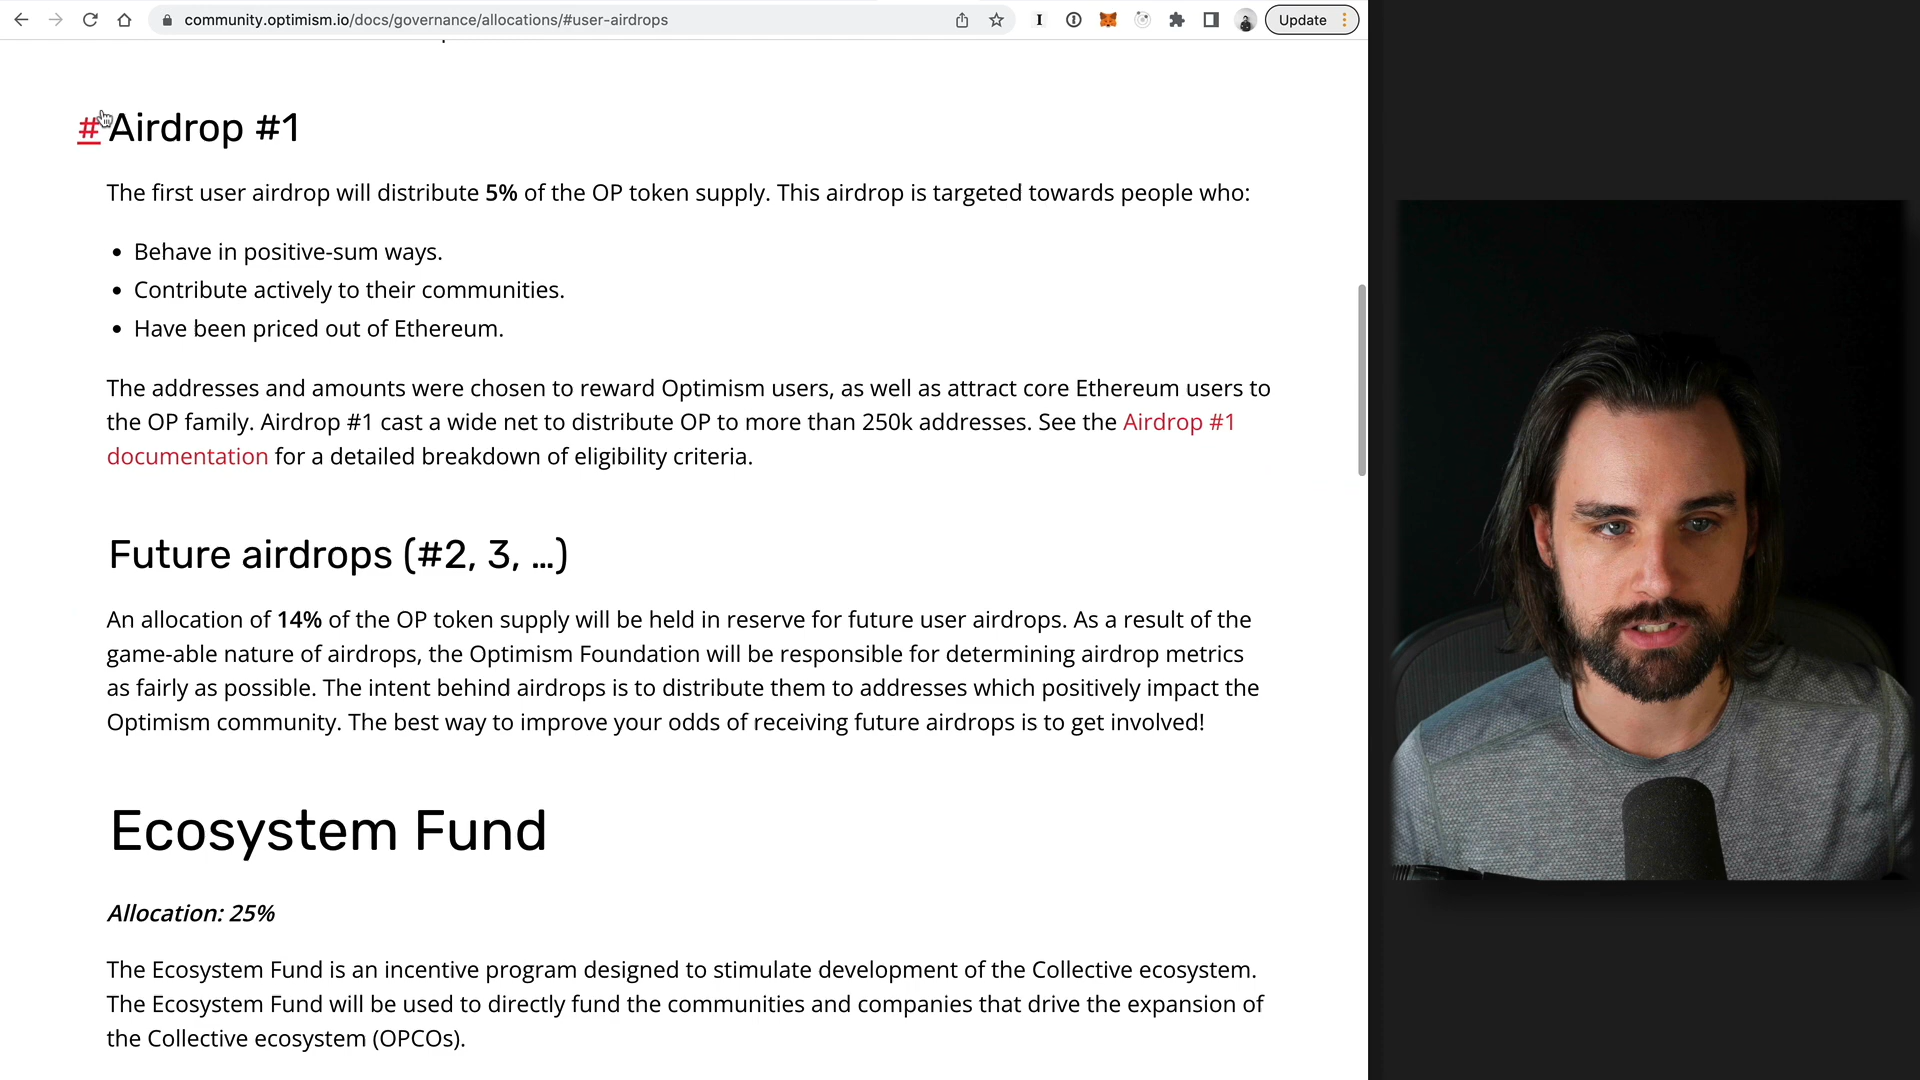 community.optimism.io/docs/governance/allocations/#user-airdrops
Update
# Airdrop #1
The first user airdrop will distribute 5% of the OP token supply. This airdrop is targeted towards people who:
• Behave in positive-sum ways.
• Contribute actively to their communities.
• Have been priced out of Ethereum.
The addresses and amounts were chosen to reward Optimism users, as well as attract core Ethereum users to
the OP family. Airdrop #1 cast a wide net to distribute OP to more than 250k addresses. See the Airdrop #1
documentation for a detailed breakdown of eligibility criteria.
Future airdrops (#2, 3, …)
An allocation of 14% of the OP token supply will be held in reserve for future user airdrops. As a result of the
game-able nature of airdrops, the Optimism Foundation will be responsible for determining airdrop metrics
as fairly as possible. The intent behind airdrops is to distribute them to addresses which positively impact the
Optimism community. The best way to improve your odds of receiving future airdrops is to get involved!
Ecosystem Fund
Allocation: 25%
The Ecosystem Fund is an incentive program designed to stimulate development of the Collective ecosystem.
The Ecosystem Fund will be used to directly fund the communities and companies that drive the expansion of
the Collective ecosystem (OPCOs).